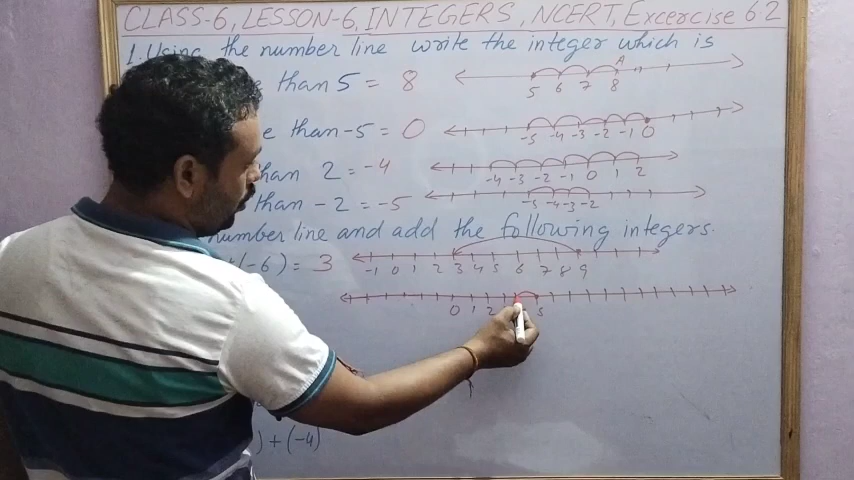 CLASS-6, LESSON-6, INTEGERS, NCERT, Excercise 6 2
1. Using the number line write the integer which is
than 5 = 8
5 6 7 8 A
than -5 = 0
-5 -4 -3 -2 -1 0
than 2 = -4
-4 -3 -2 -1 0 1 2
than -2 = -5
-5 -4 -3 -2
number line and add the following integers.
(-6) = 3
-1 0 1 2 3 4 5 6 7 8 9
0 1 2 5
) + (-4)